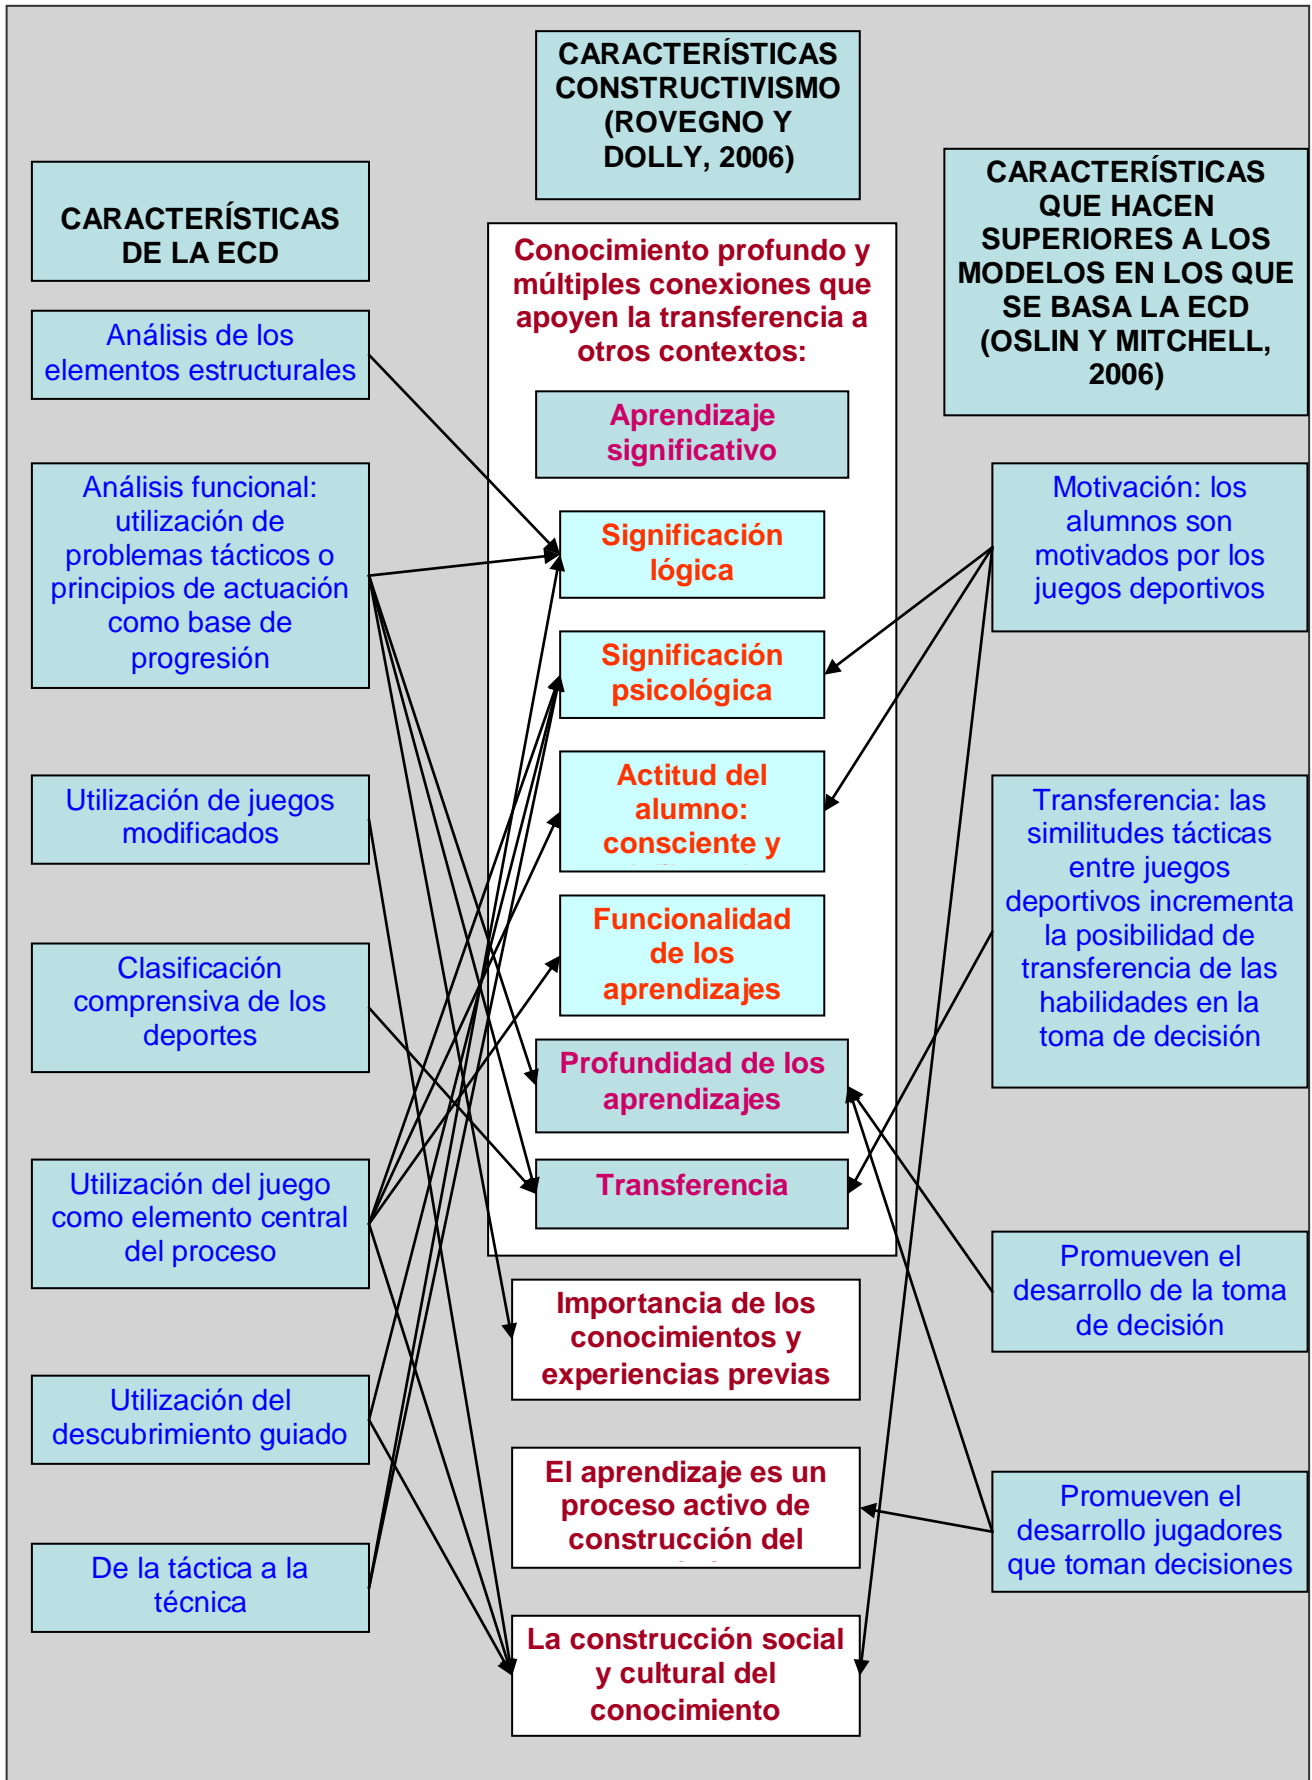 CARACTERÍSTICAS
DE LA ECD
Análisis de los
elementos estructurales
Análisis funcional:
utilización de
problemas tácticos o
principios de actuación
como base de
progresión
Utilización de juegos
modificados
Clasificación
comprensiva de los
deportes
Utilización del juego
como elemento central
del proceso
Utilización del
descubrimiento guiado
De la táctica a la
técnica
CARACTERÍSTICAS
CONSTRUCTIVISMO
(ROVEGNO Y
DOLLY, 2006)
Conocimiento profundo y
múltiples conexiones que
apoyen la transferencia a
otros contextos:
Aprendizaje
significativo
Significación
lógica
Significación
psicológica
Actitud del
alumno:
consciente y
Funcionalidad
de los
aprendizajes
Profundidad de los
aprendizajes
Transferencia
Importancia de los
conocimientos y
experiencias previas
El aprendizaje es un
proceso activo de
construcción del
La construcción social
y cultural del
conocimiento
CARACTERÍSTICAS
QUE HACEN
SUPERIORES A LOS
MODELOS EN LOS QUE
SE BASA LA ECD
(OSLIN Y MITCHELL,
2006)
Motivación: los
alumnos son
motivados por los
juegos deportivos
Transferencia: las
similitudes tácticas
entre juegos
deportivos incrementa
la posibilidad de
transferencia de las
habilidades en la
toma de decisión
Promueven el
desarrollo de la toma
de decisión
Promueven el
desarrollo jugadores
que toman decisiones